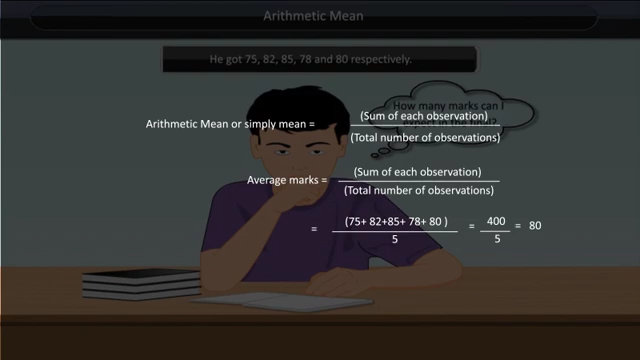 Arithmetic Mean
He got 75, 82, 85, 78 and 80 respectively.
How many marks can I
Arithmetic Mean or simply mean = (Sum of each observation) / (Total number of observations)
Average marks = (Sum of each observation) / (Total number of observations)
= (75+ 82+85+ 78+ 80 ) / 5 = 400 / 5 = 80